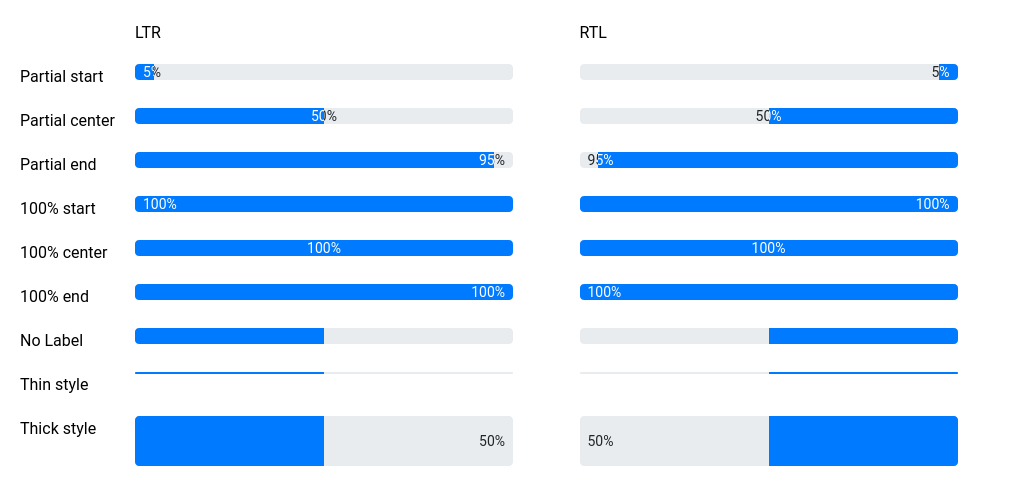 LTR RTL
Partial start 5% 5%
Partial center 50% 50%
Partial end 95% 95%
100% start 100% 100%
100% center 100% 100%
100% end 100% 100%
No Label
Thin style
Thick style 50% 50%